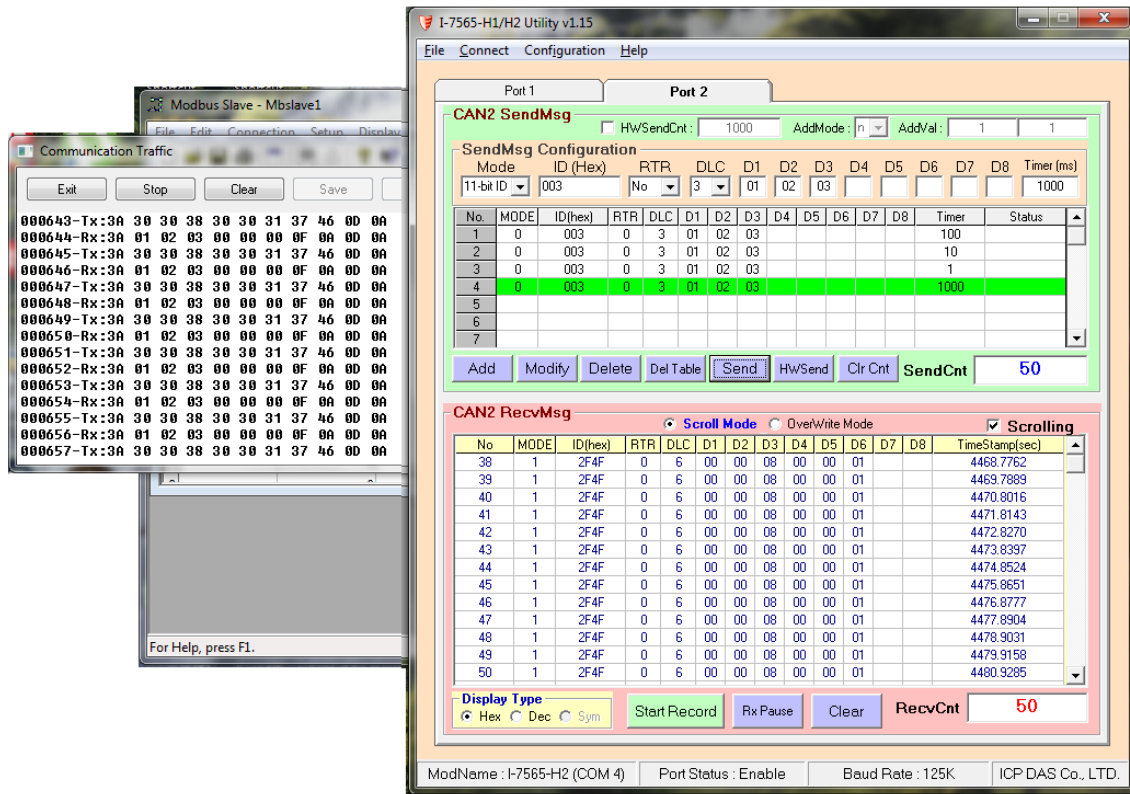 Modbus Slave - Mbslave1
File Edit Connection Setup Display
Communication Traffic
Exit Stop Clear Save
000643-Tx:3A 30 30 38 30 30 31 37 46 0D 0A
000644-Rx:3A 01 02 03 00 00 00 0F 0A 0D 0A
000645-Tx:3A 30 30 38 30 30 31 37 46 0D 0A
000646-Rx:3A 01 02 03 00 00 00 0F 0A 0D 0A
000647-Tx:3A 30 30 38 30 30 31 37 46 0D 0A
000648-Rx:3A 01 02 03 00 00 00 0F 0A 0D 0A
000649-Tx:3A 30 30 38 30 30 31 37 46 0D 0A
000650-Rx:3A 01 02 03 00 00 00 0F 0A 0D 0A
000651-Tx:3A 30 30 38 30 30 31 37 46 0D 0A
000652-Rx:3A 01 02 03 00 00 00 0F 0A 0D 0A
000653-Tx:3A 30 30 38 30 30 31 37 46 0D 0A
000654-Rx:3A 01 02 03 00 00 00 0F 0A 0D 0A
000655-Tx:3A 30 30 38 30 30 31 37 46 0D 0A
000656-Rx:3A 01 02 03 00 00 00 0F 0A 0D 0A
000657-Tx:3A 30 30 38 30 30 31 37 46 0D 0A
For Help, press F1.
I-7565-H1/H2 Utility v1.15
File Connect Configuration Help
Port 1 Port 2
CAN2 SendMsg
HWSendCnt : 1000 AddMode : n AddVal : 1 1
SendMsg Configuration
Mode ID (Hex) RTR DLC D1 D2 D3 D4 D5 D6 D7 D8 Timer (ms)
11-bit ID 003 No 3 01 02 03 1000
No. MODE ID(hex) RTR DLC D1 D2 D3 D4 D5 D6 D7 D8 Timer Status
1 0 003 0 3 01 02 03 100
2 0 003 0 3 01 02 03 10
3 0 003 0 3 01 02 03 1
4 0 003 0 3 01 02 03 1000
5
6
7
Add Modify Delete Del Table Send HWSend Clr Cnt SendCnt 50
CAN2 RecvMsg
Scroll Mode OverWrite Mode Scrolling
No MODE ID(hex) RTR DLC D1 D2 D3 D4 D5 D6 D7 D8 TimeStamp(sec)
38 1 2F4F 0 6 00 00 08 00 00 01 4468.7762
39 1 2F4F 0 6 00 00 08 00 00 01 4469.7889
40 1 2F4F 0 6 00 00 08 00 00 01 4470.8016
41 1 2F4F 0 6 00 00 08 00 00 01 4471.8143
42 1 2F4F 0 6 00 00 08 00 00 01 4472.8270
43 1 2F4F 0 6 00 00 08 00 00 01 4473.8397
44 1 2F4F 0 6 00 00 08 00 00 01 4474.8524
45 1 2F4F 0 6 00 00 08 00 00 01 4475.8651
46 1 2F4F 0 6 00 00 08 00 00 01 4476.8777
47 1 2F4F 0 6 00 00 08 00 00 01 4477.8904
48 1 2F4F 0 6 00 00 08 00 00 01 4478.9031
49 1 2F4F 0 6 00 00 08 00 00 01 4479.9158
50 1 2F4F 0 6 00 00 08 00 00 01 4480.9285
Display Type
Hex Dec Sym Start Record Rx Pause Clear RecvCnt 50
ModName : I-7565-H2 (COM 4) Port Status : Enable Baud Rate : 125K ICP DAS Co., LTD.